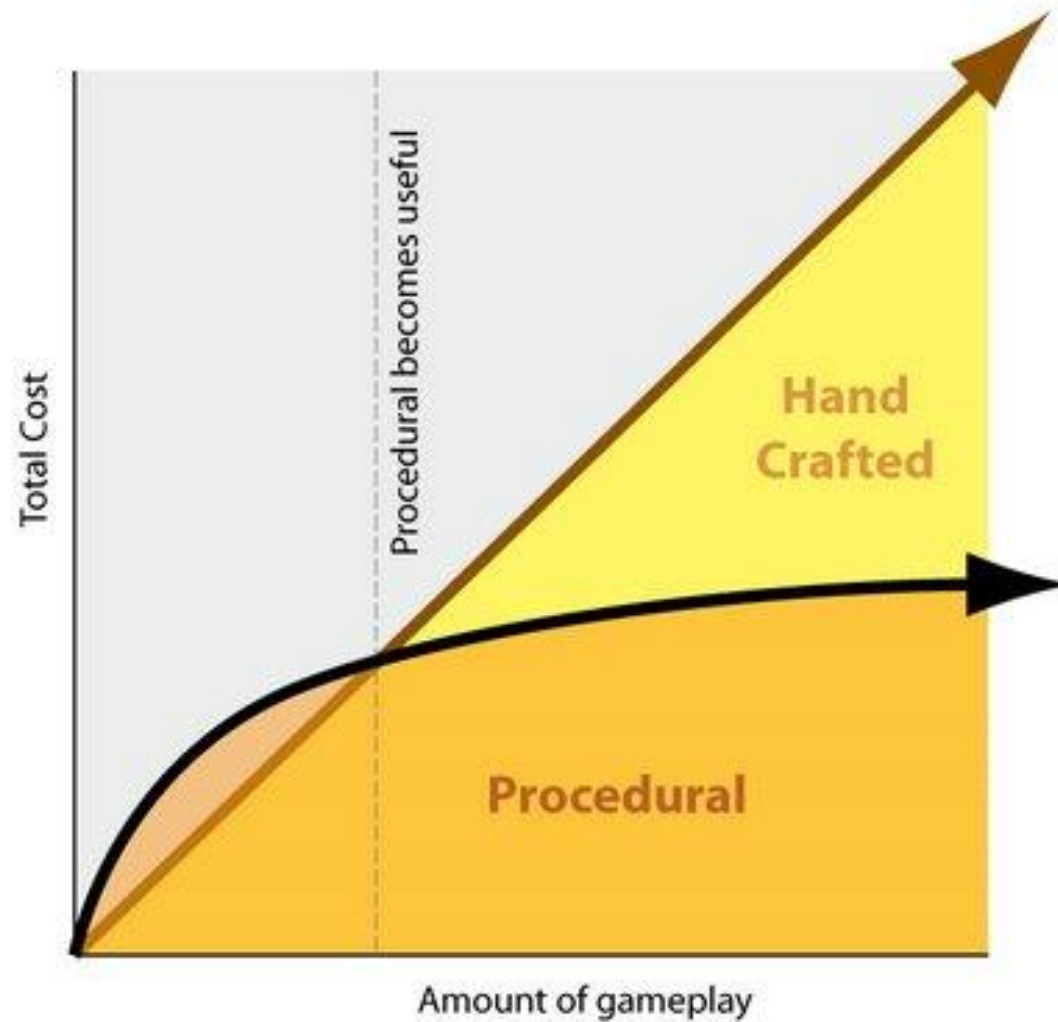 Total Cost
Procedural becomes useful
Hand
Crafted
Procedural
Amount of gameplay